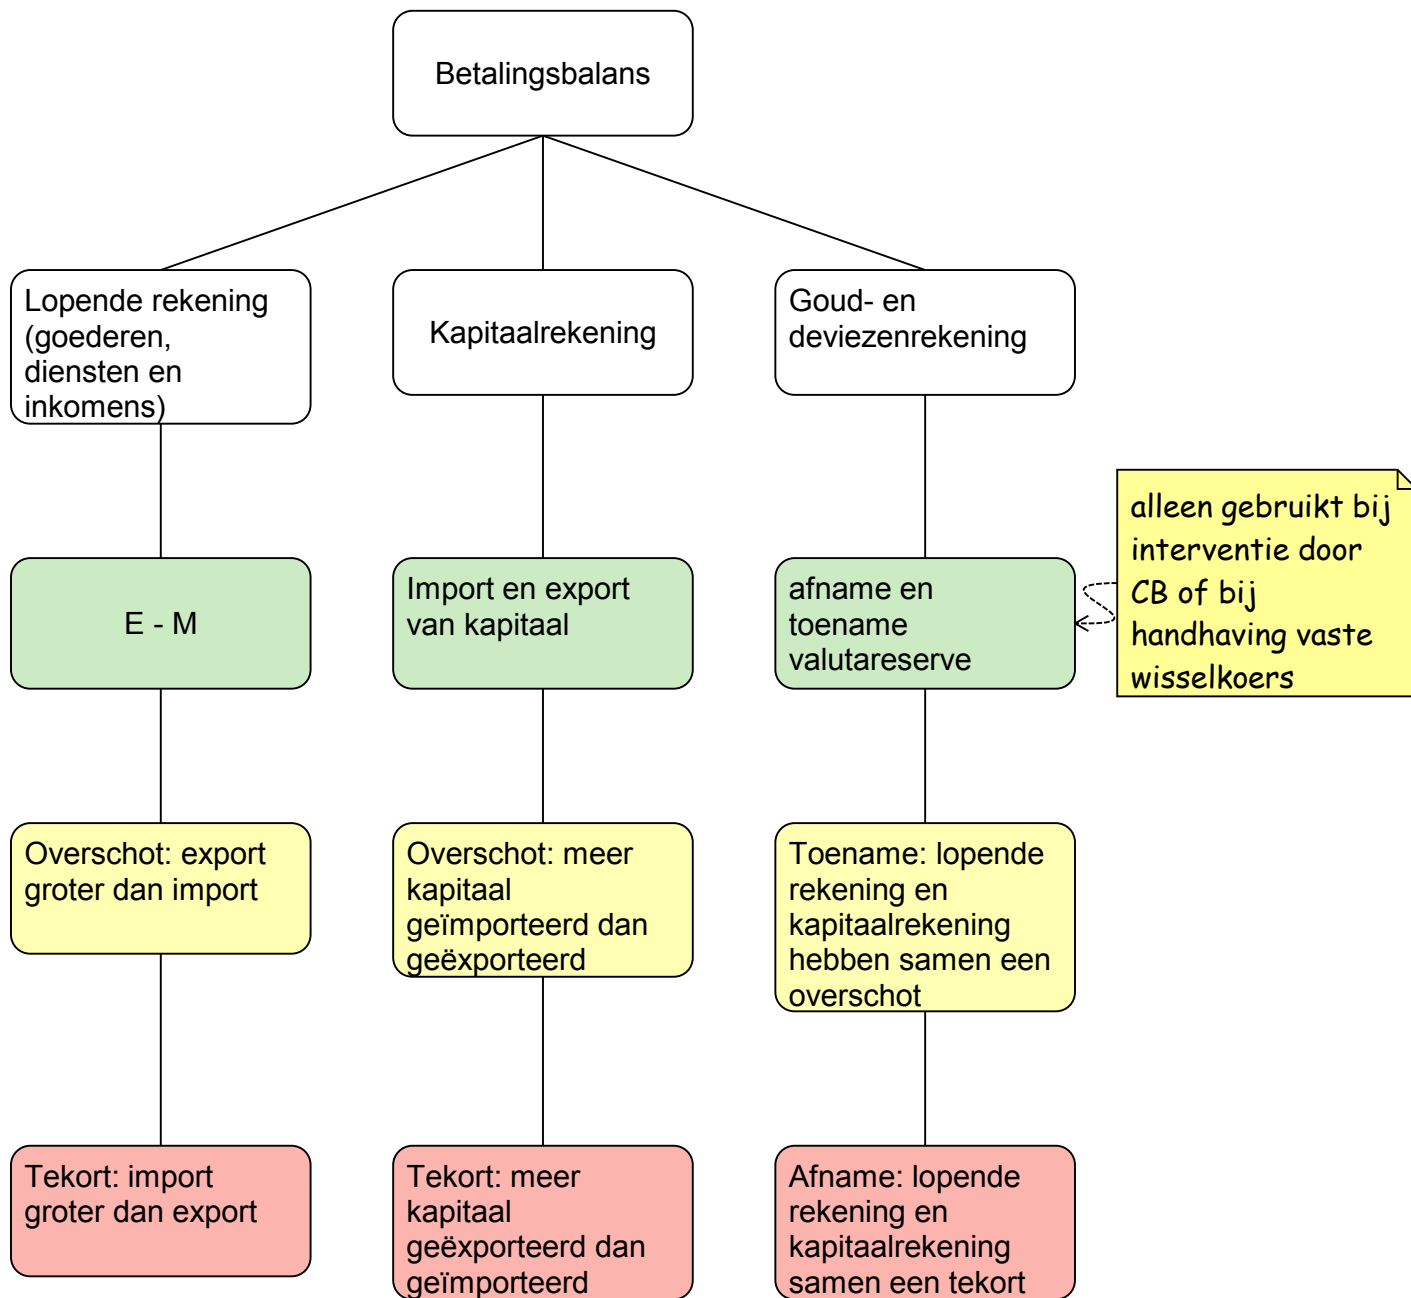 Betalingsbalans
Lopende rekening
(goederen,
diensten en
inkomens)
Kapitaalrekening
Goud- en
deviezenrekening
E - M
Import en export
van kapitaal
afname en
toename
valutareserve
alleen gebruikt bij
interventie door
CB of bij
handhaving vaste
wisselkoers
Overschot: export
groter dan import
Overschot: meer
kapitaal
geïmporteerd dan
geëxporteerd
Toename: lopende
rekening en
kapitaalrekening
hebben samen een
overschot
Tekort: import
groter dan export
Tekort: meer
kapitaal
geëxporteerd dan
geïmporteerd
Afname: lopende
rekening en
kapitaalrekening
samen een tekort